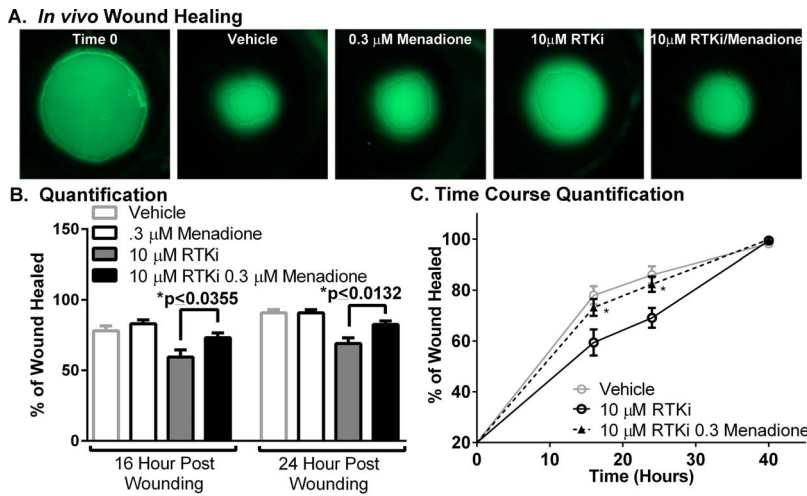 A. In vivo Wound Healing
Time 0
Vehicle
0.3 μM Menadione
10μM RTKi
10μM RTKi/Menadione
B. Quantification
Vehicle
.3 μM Menadione
10 μM RTKi
10 μM RTKi 0.3 μM Menadione
% of Wound Healed
150
100
50
0
*p≤0.0355
*p≤0.0132
16 Hour Post
Wounding
24 Hour Post
Wounding
C. Time Course Quantification
% of Wound Healed
100
80
60
40
20
*
*
Vehicle
10 μM RTKi
10 μM RTKi 0.3 Menadione
0
10
20
30
40
Time (Hours)